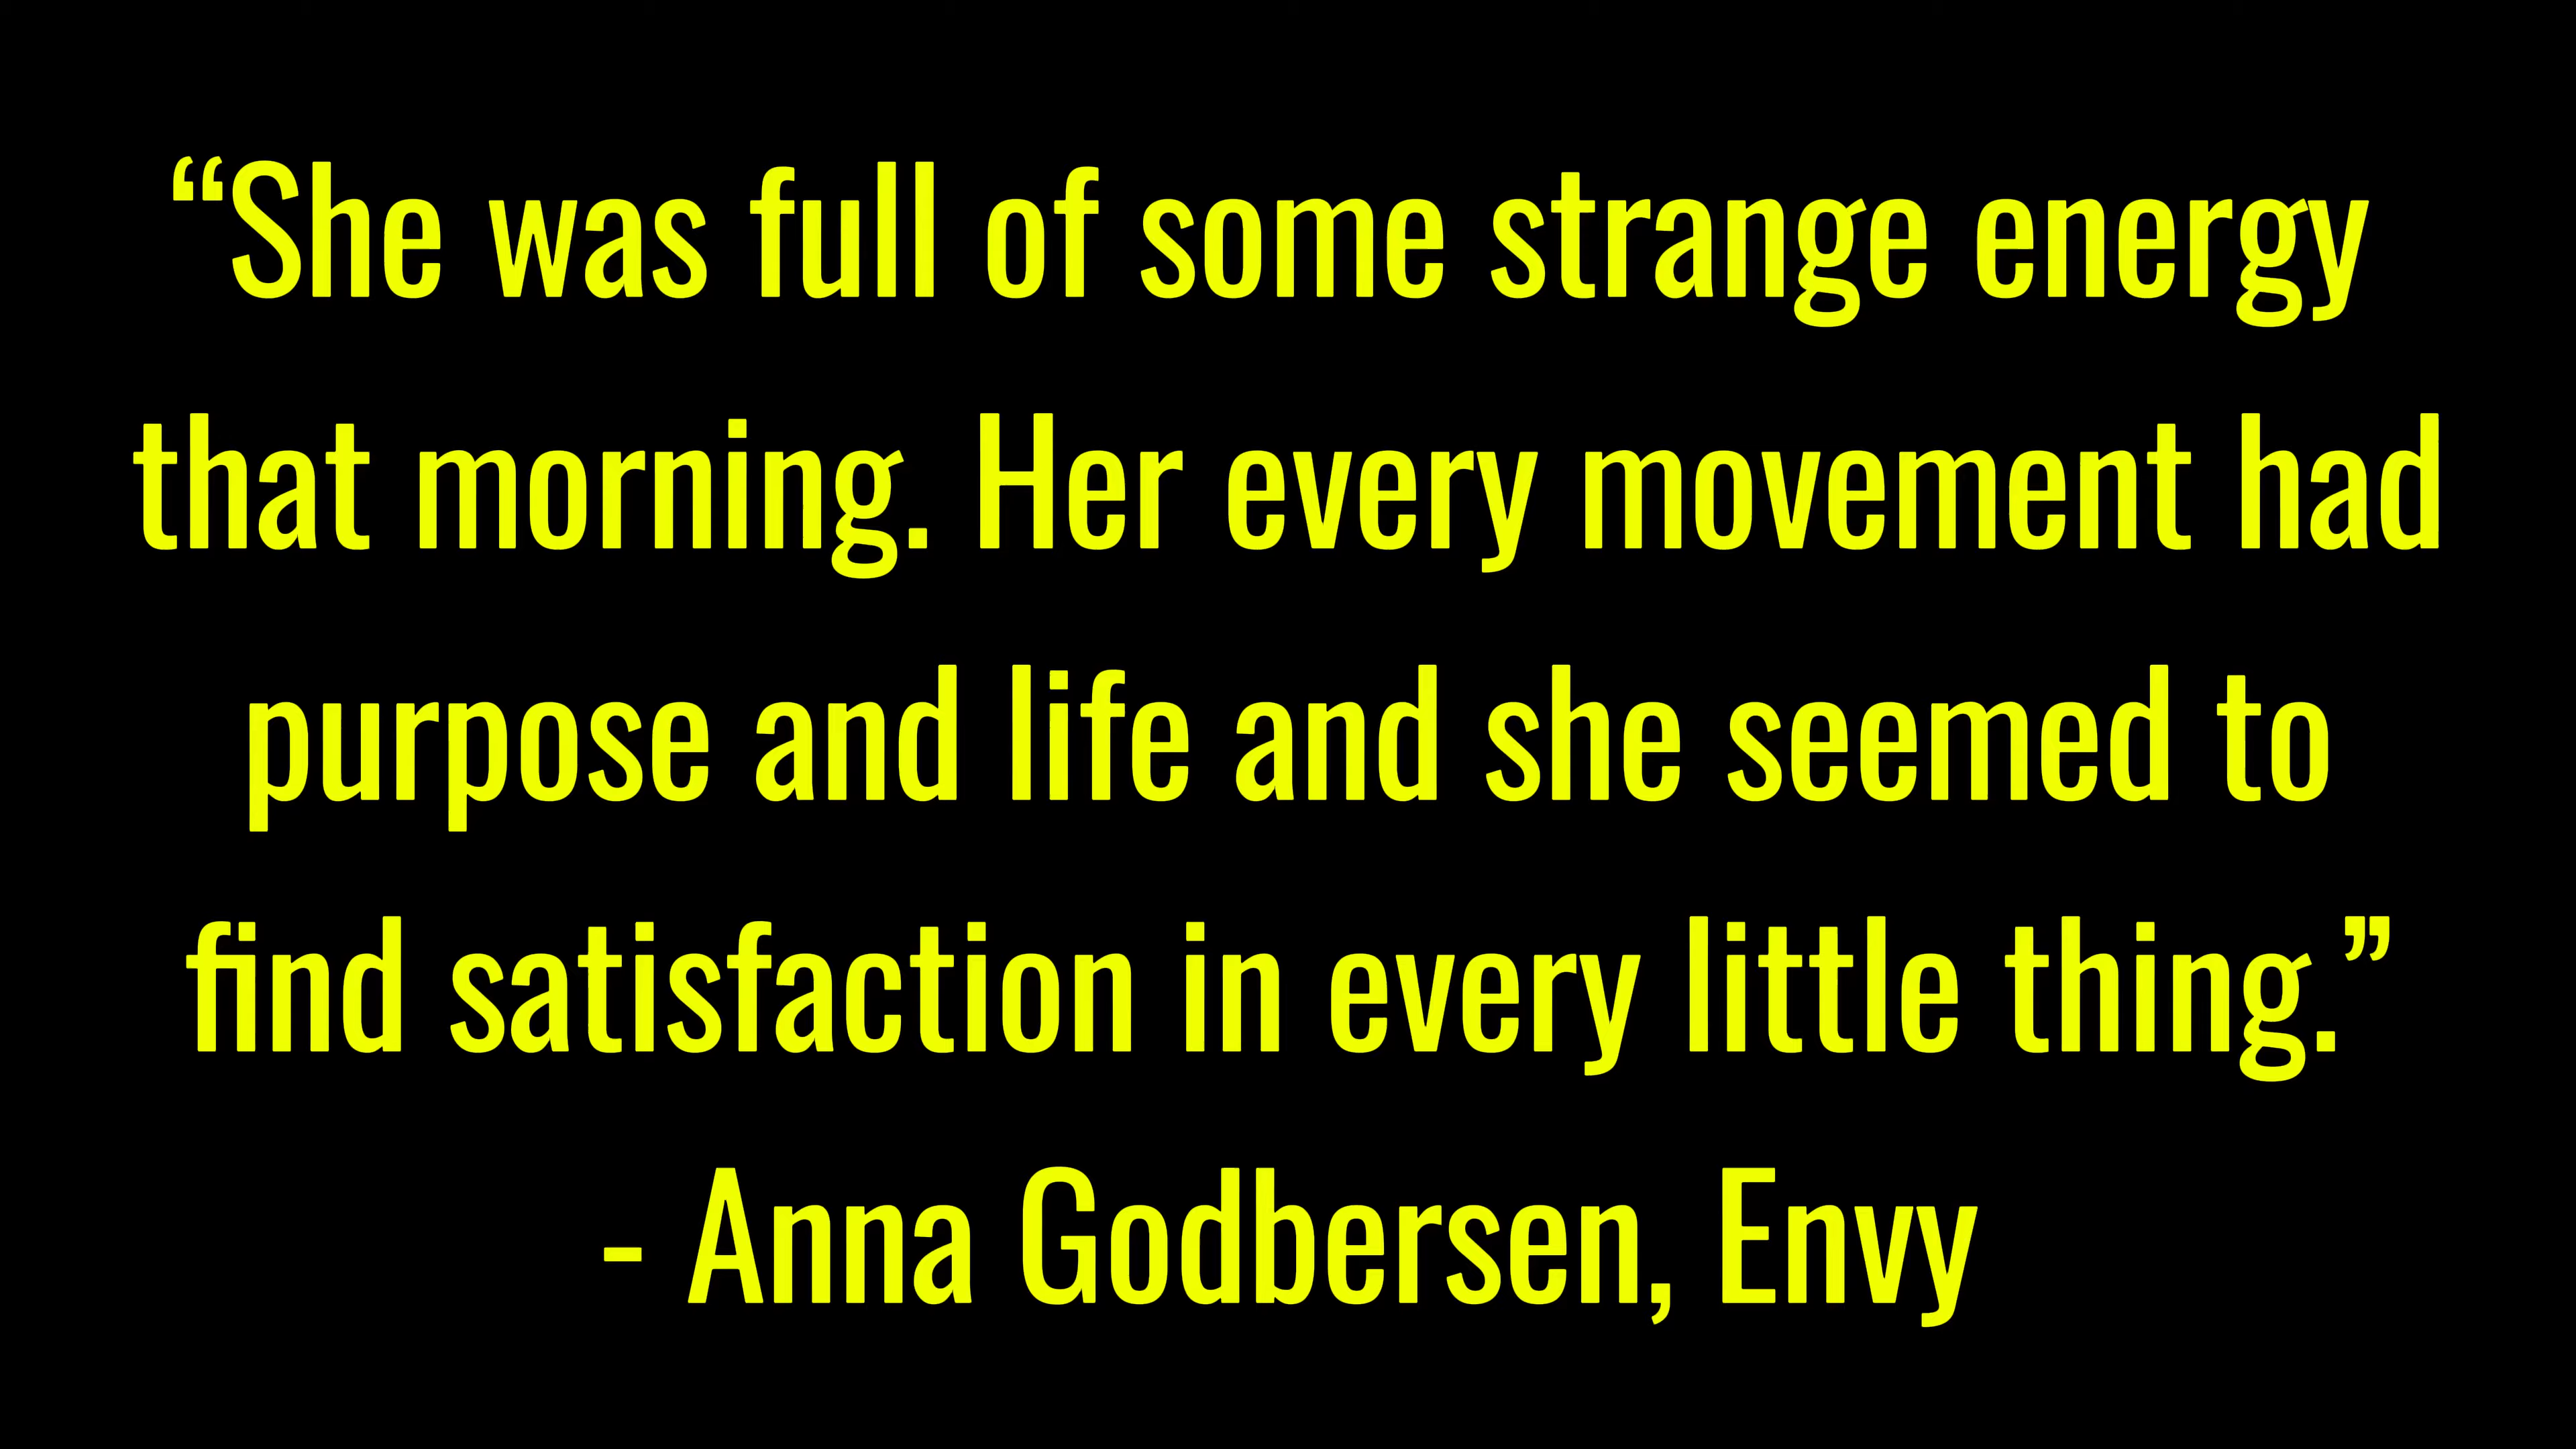 “She was full of some strange energy
that morning. Her every movement had
purpose and life and she seemed to
find satisfaction in every little thing.”
- Anna Godbersen, Envy